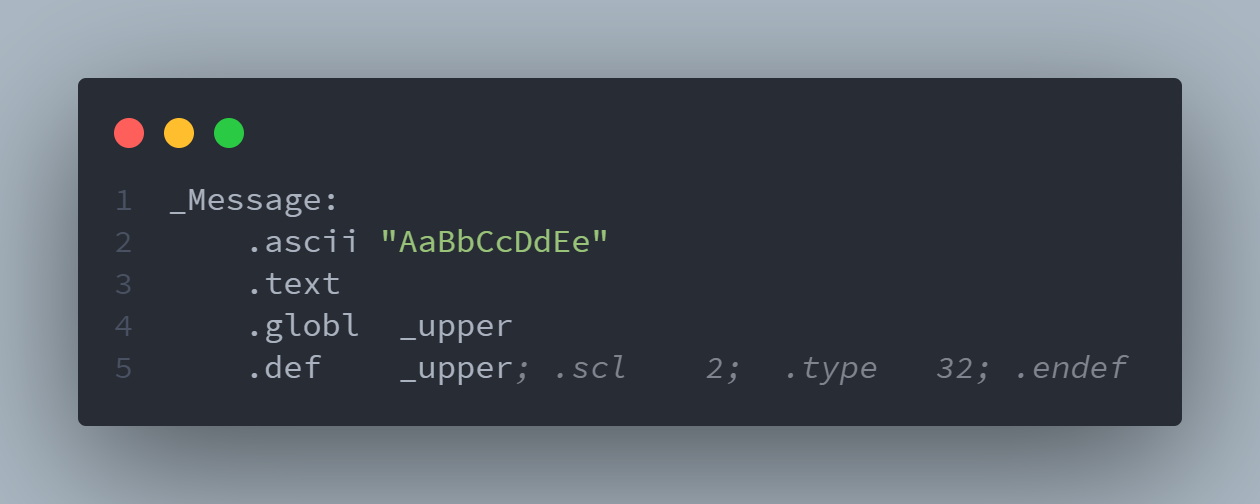 1 _Message:
2     .ascii "AaBbCcDdEe"
3     .text
4     .globl  _upper
5     .def    _upper; .scl    2;  .type   32; .endef